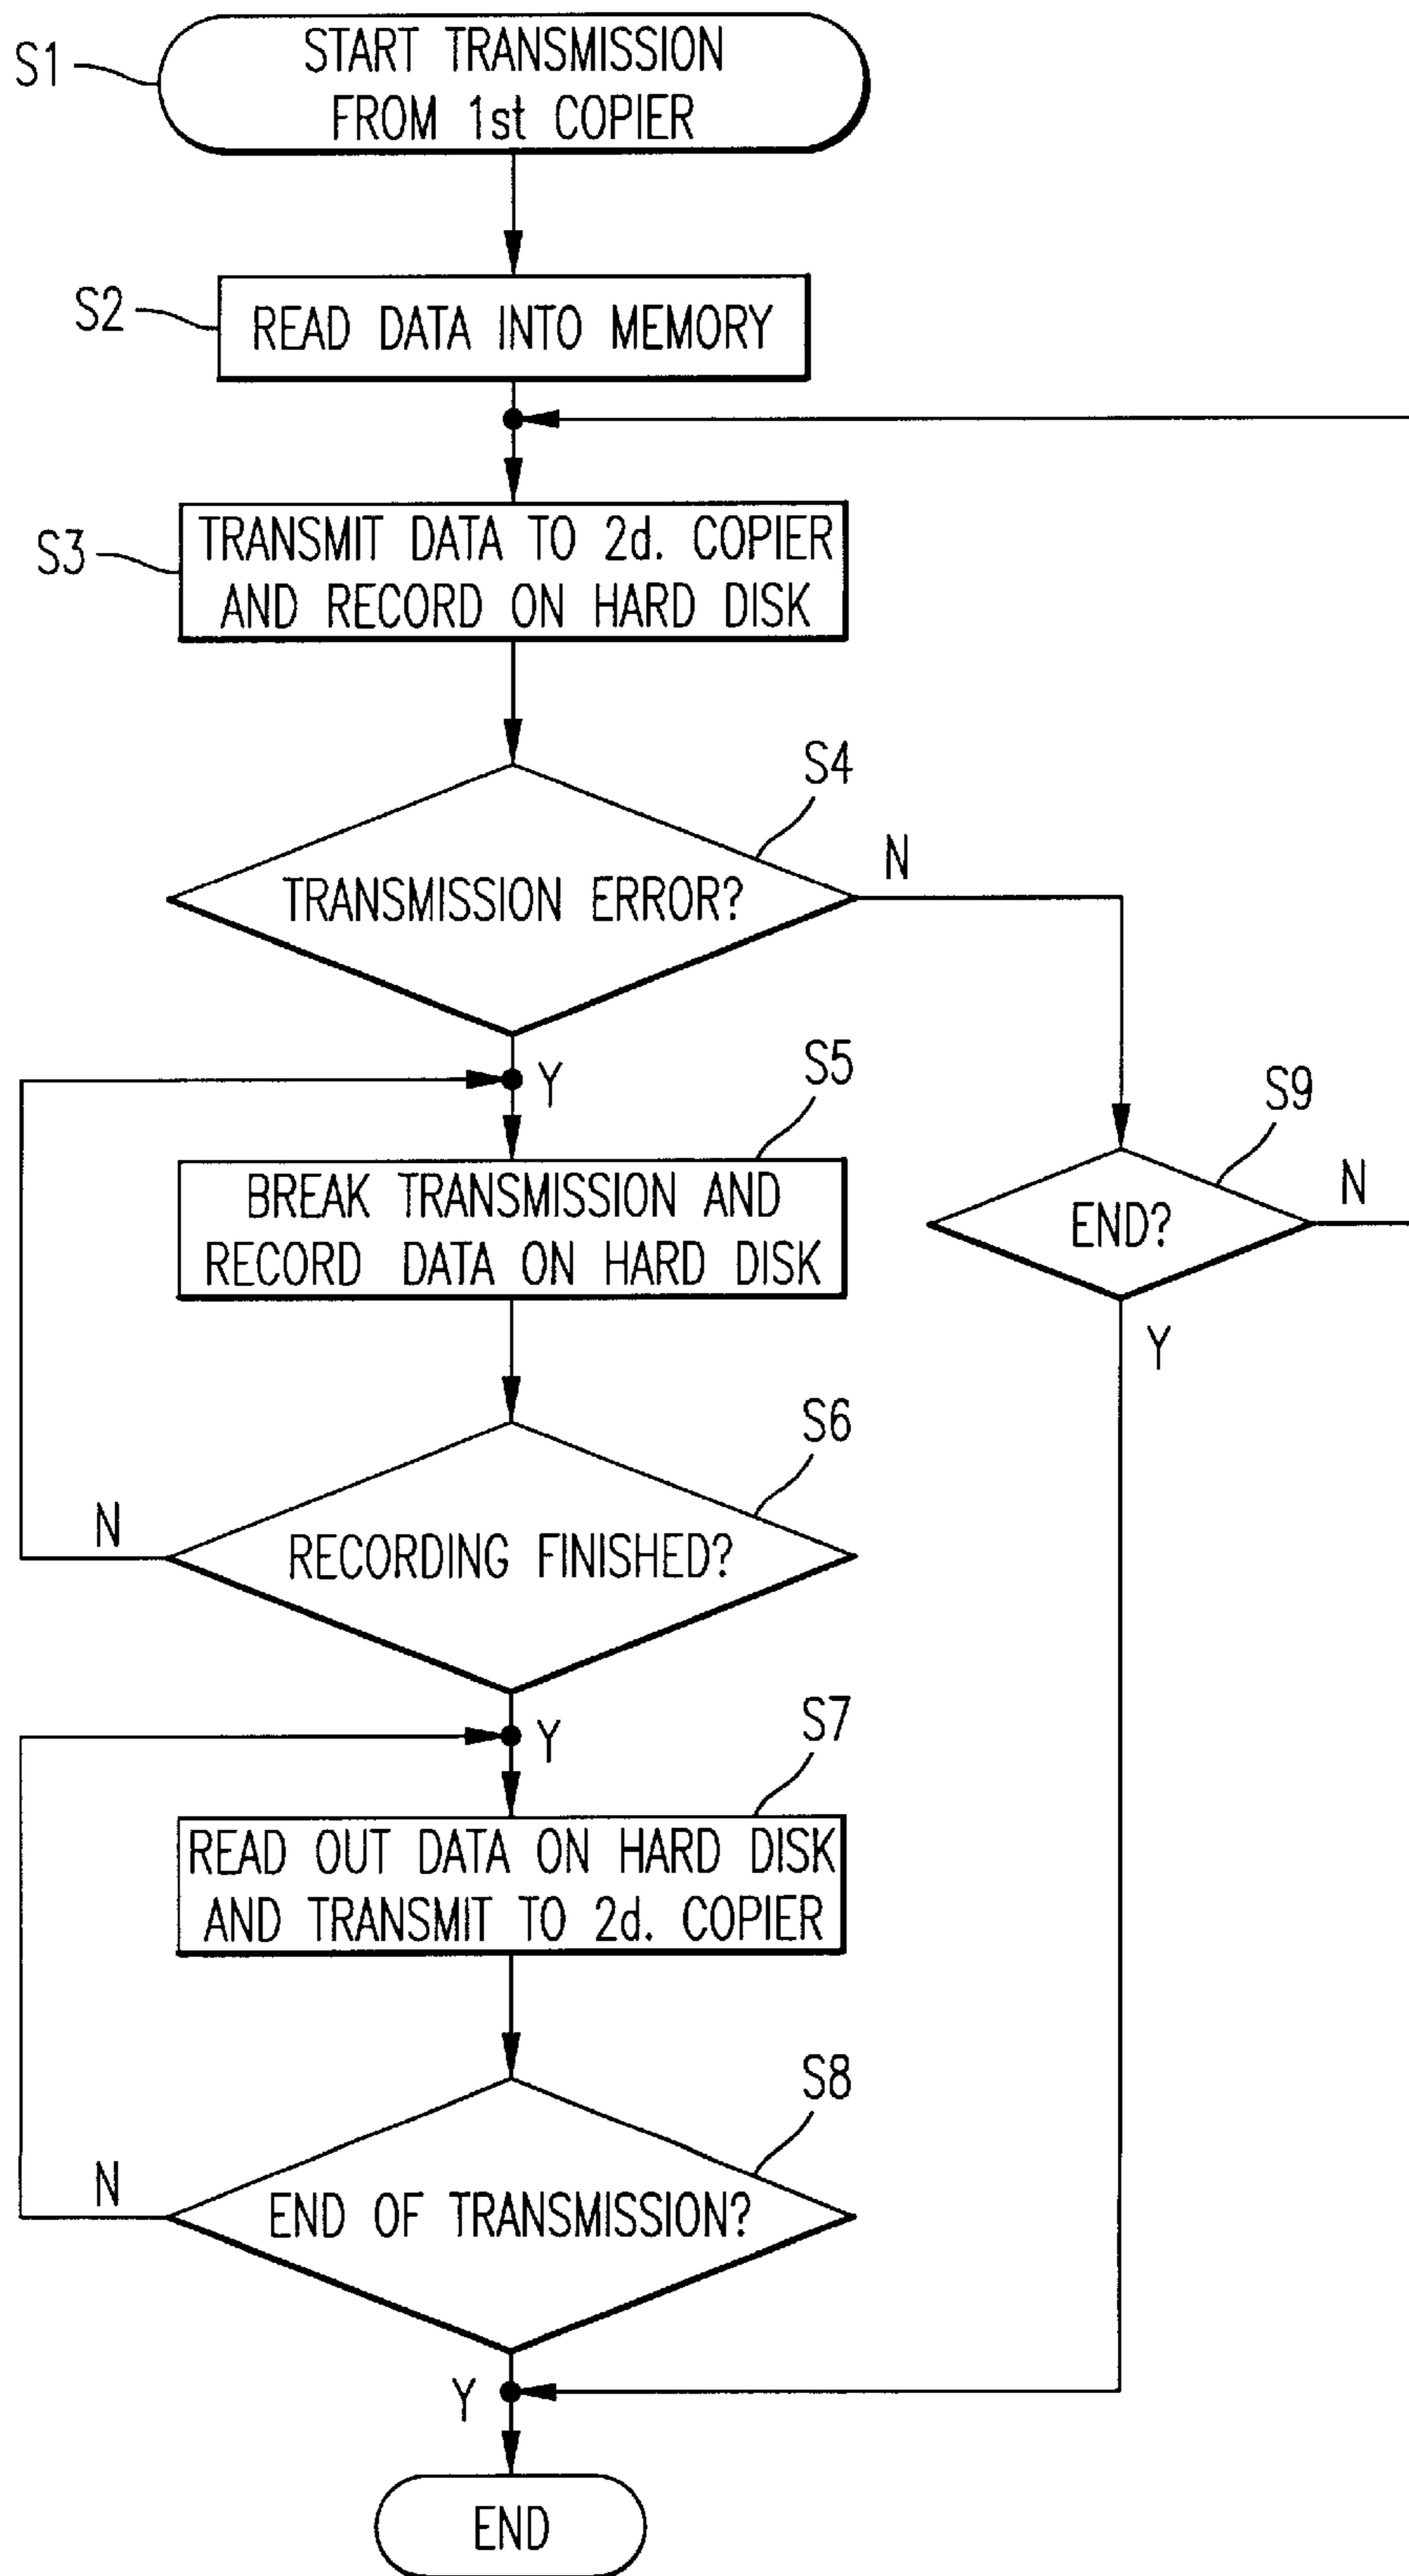 S1
START TRANSMISSION
FROM 1st COPIER
S2
READ DATA INTO MEMORY
S3
TRANSMIT DATA TO 2d. COPIER
AND RECORD ON HARD DISK
S4
TRANSMISSION ERROR?
N
Y
S5
BREAK TRANSMISSION AND
RECORD DATA ON HARD DISK
S9
END?
N
Y
S6
RECORDING FINISHED?
N
Y
S7
READ OUT DATA ON HARD DISK
AND TRANSMIT TO 2d. COPIER
S8
END OF TRANSMISSION?
N
Y
END